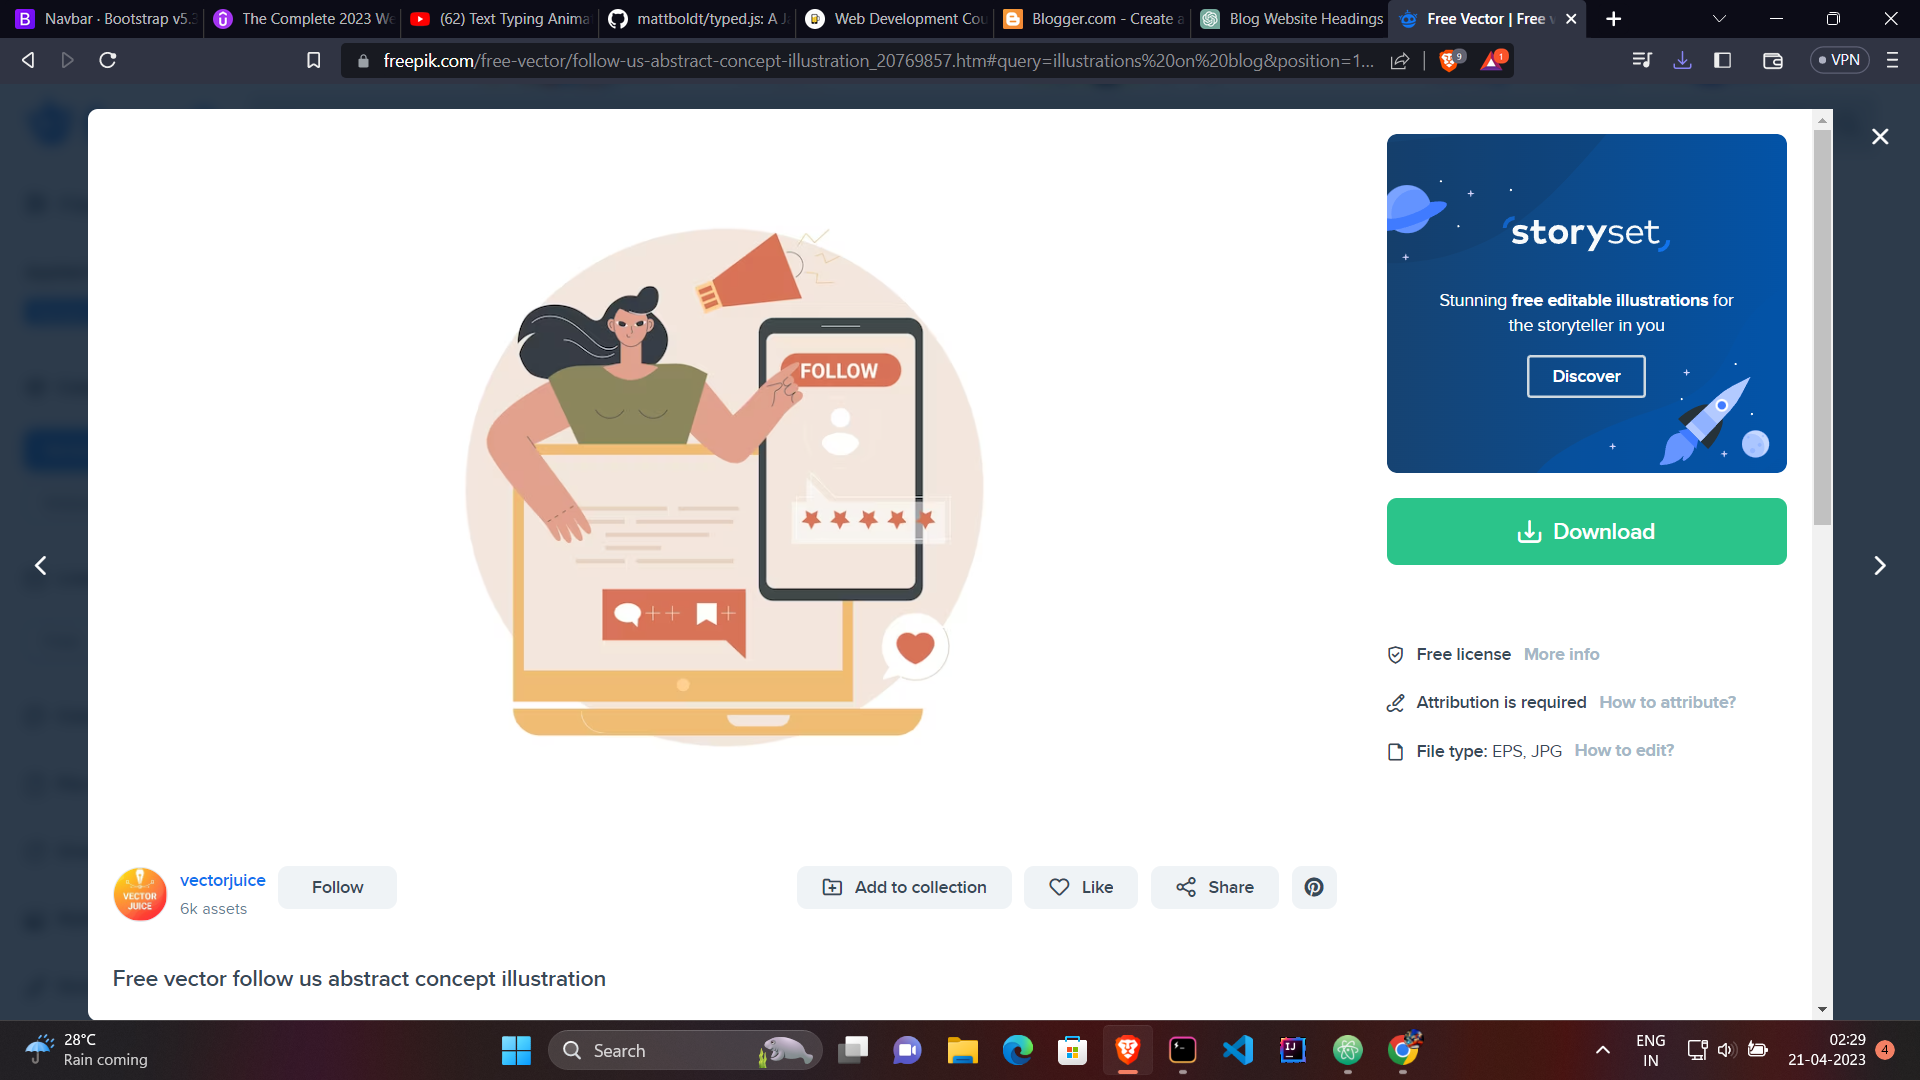 Navbar · Bootstrap v5.3
The Complete 2023 We
(62) Text Typing Anima
mattboldt/typed.js: A J
Web Development Cou
Blogger.com - Create a
Blog Website Headings
Free Vector | Free v
freepik.com/free-vector/follow-us-abstract-concept-illustration_20769857.htm#query=illustrations%20on%20blog&position=1...
9
1
VPN
storyset
Stunning free editable illustrations for
the storyteller in you
Discover
FOLLOW
Download
Free license More info
Attribution is required How to attribute?
File type: EPS, JPG How to edit?
VECTOR
JUICE
vectorjuice
6k assets
Follow
Add to collection
Like
Share
Free vector follow us abstract concept illustration
28°C
Rain coming
Search
ENG
IN
02:29
21-04-2023
4